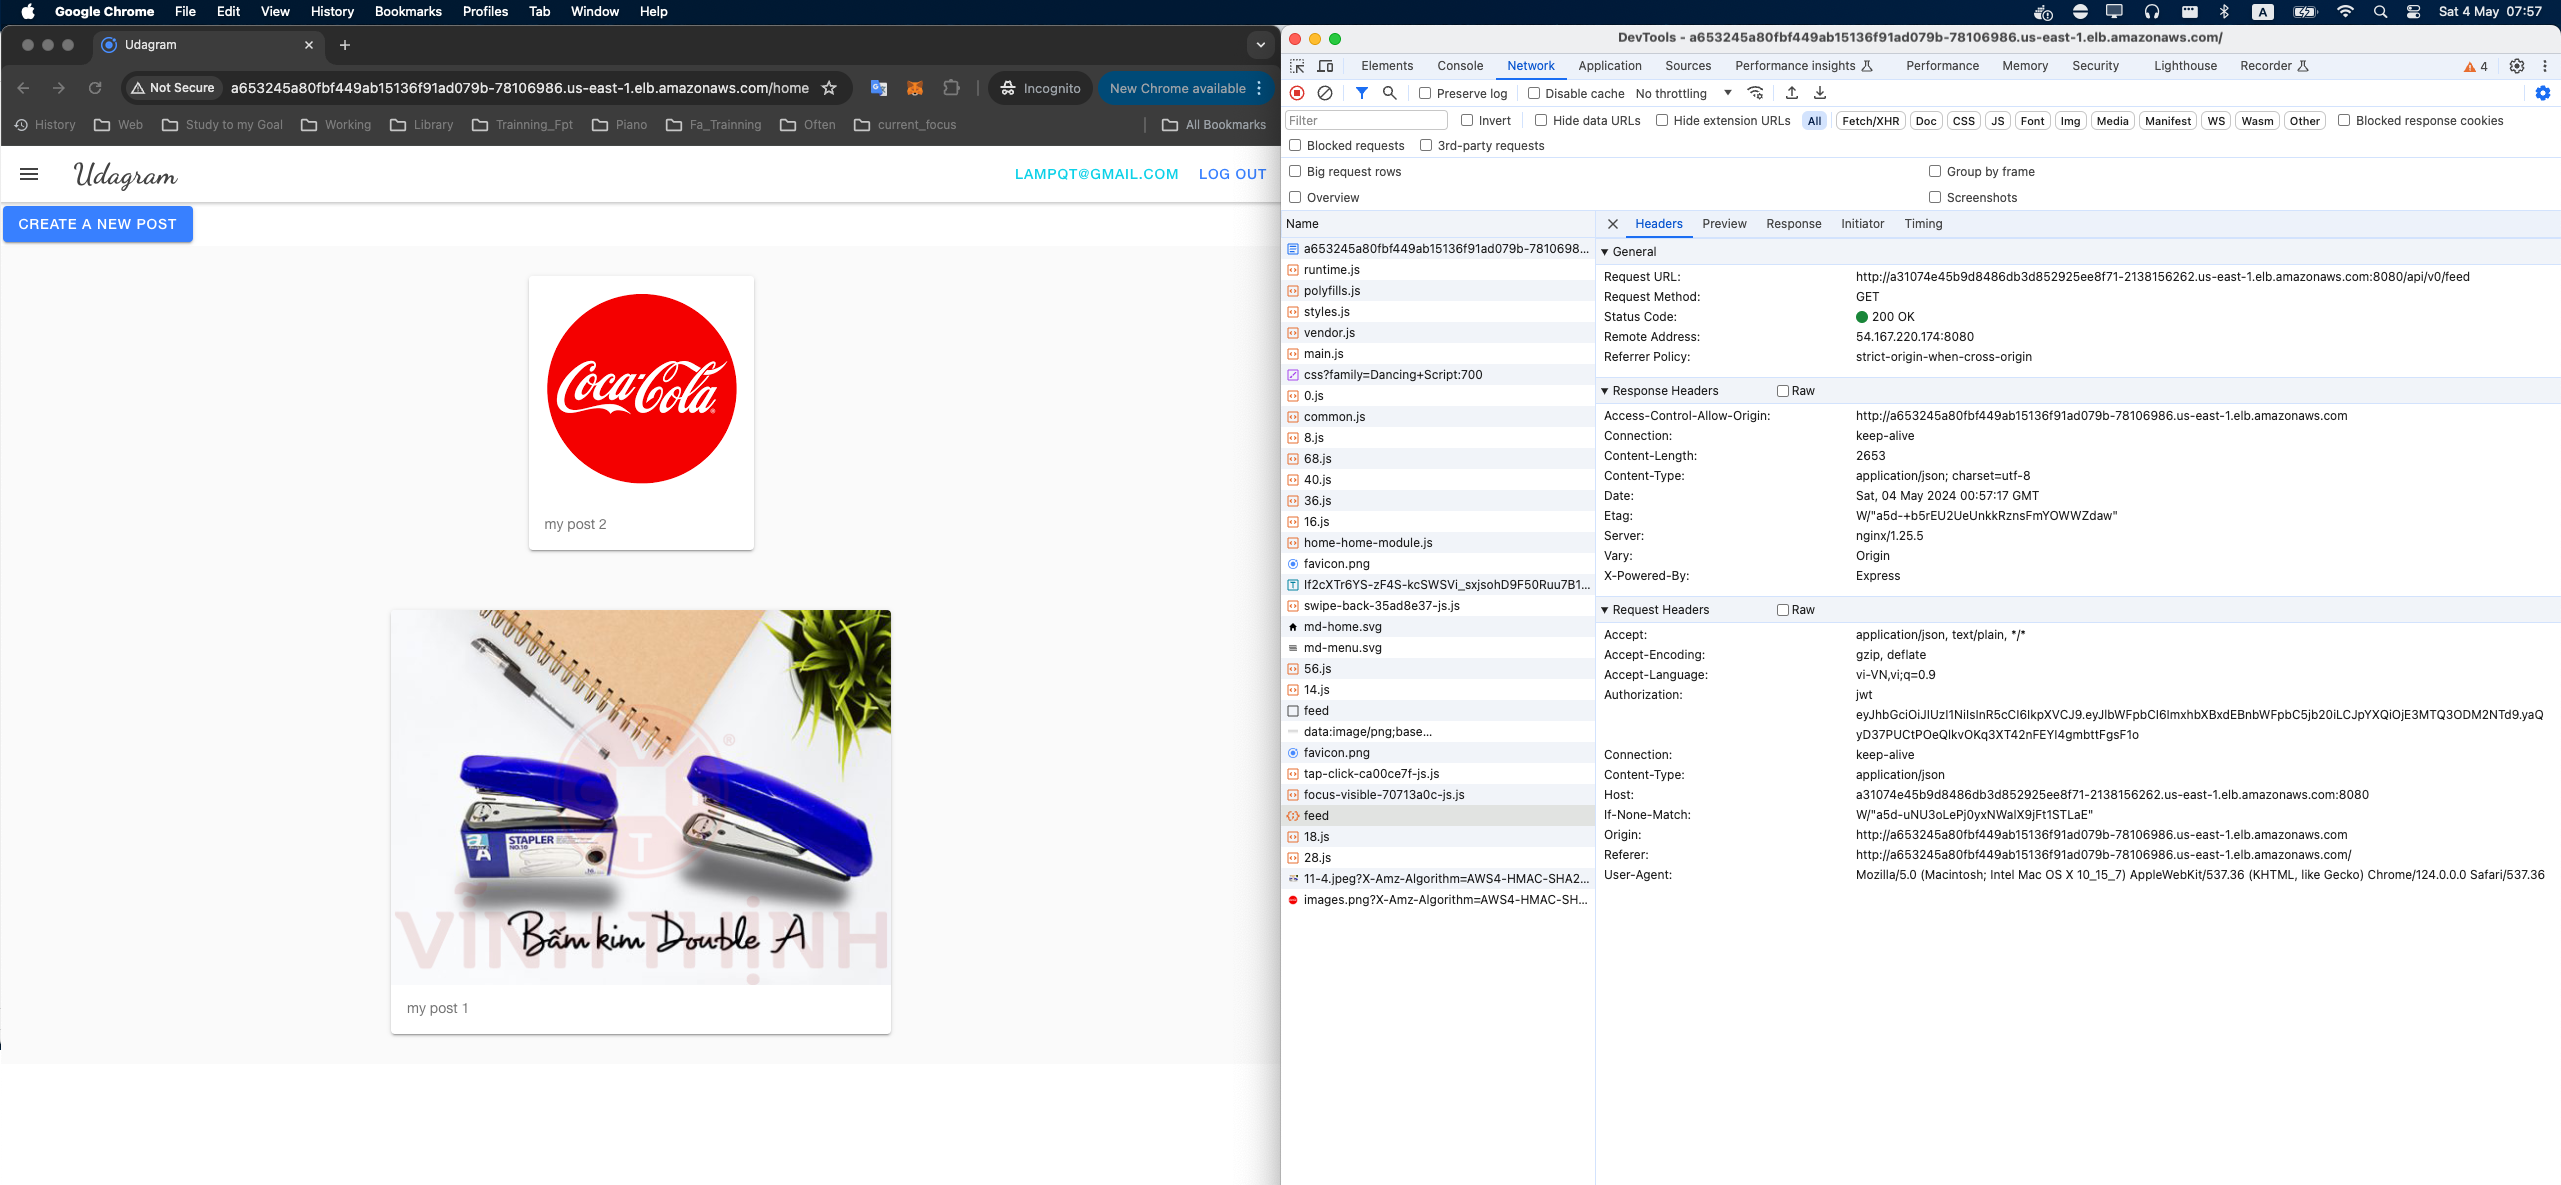 Google Chrome File Edit View History Bookmarks Profiles Tab Window Help
A Sat 4 May 07:57
Udagram
Not Secure a653245a80fbf449ab15136f91ad079b-78106986.us-east-1.elb.amazonaws.com/home Incognito New Chrome available
History Web Study to my Goal Working Library Trainning_Fpt Piano Fa_Trainning Often current_focus All Bookmarks
Udagram LAMPQT@GMAIL.COM LOG OUT
CREATE A NEW POST
Coca-Cola
my post 2
STAPLER
NO.10
VĨNH THỊNH
Bấm kim Double A
my post 1
DevTools - a653245a80fbf449ab15136f91ad079b-78106986.us-east-1.elb.amazonaws.com/
Elements Console Network Application Sources Performance insights Performance Memory Security Lighthouse Recorder 4
Preserve log Disable cache No throttling
Filter Invert Hide data URLs Hide extension URLs All Fetch/XHR Doc CSS JS Font Img Media Manifest WS Wasm Other Blocked response cookies
Blocked requests 3rd-party requests
Big request rows Group by frame
Overview Screenshots
Name
a653245a80fbf449ab15136f91ad079b-7810698...
runtime.js
polyfills.js
styles.js
vendor.js
main.js
css?family=Dancing+Script:700
0.js
common.js
8.js
68.js
40.js
36.js
16.js
home-home-module.js
favicon.png
If2cXTr6YS-zF4S-kcSWSVi_sxjsohD9F50Ruu7B1...
swipe-back-35ad8e37-js.js
md-home.svg
md-menu.svg
56.js
14.js
feed
data:image/png;base...
favicon.png
tap-click-ca00ce7f-js.js
focus-visible-70713a0c-js.js
feed
18.js
28.js
11-4.jpeg?X-Amz-Algorithm=AWS4-HMAC-SHA2...
images.png?X-Amz-Algorithm=AWS4-HMAC-SH...
Headers Preview Response Initiator Timing
General
Request URL: http://a31074e45b9d8486db3d852925ee8f71-2138156262.us-east-1.elb.amazonaws.com:8080/api/v0/feed
Request Method: GET
Status Code: 200 OK
Remote Address: 54.167.220.174:8080
Referrer Policy: strict-origin-when-cross-origin
Response Headers Raw
Access-Control-Allow-Origin: http://a653245a80fbf449ab15136f91ad079b-78106986.us-east-1.elb.amazonaws.com
Connection: keep-alive
Content-Length: 2653
Content-Type: application/json; charset=utf-8
Date: Sat, 04 May 2024 00:57:17 GMT
Etag: W/"a5d-+b5rEU2UeUnkkRznsFmYOWWZdaw"
Server: nginx/1.25.5
Vary: Origin
X-Powered-By: Express
Request Headers Raw
Accept: application/json, text/plain, */*
Accept-Encoding: gzip, deflate
Accept-Language: vi-VN,vi;q=0.9
Authorization: jwt
eyJhbGciOiJIUzI1NiIsInR5cCI6IkpXVCJ9.eyJlbWFpbCI6ImxhbXBxdEBnbWFpbC5jb20iLCJpYXQiOjE3MTQ3ODM2NTd9.yaQ
yD37PUCtPOeQlkvOKq3XT42nFEYI4gmbttFgsF1o
Connection: keep-alive
Content-Type: application/json
Host: a31074e45b9d8486db3d852925ee8f71-2138156262.us-east-1.elb.amazonaws.com:8080
If-None-Match: W/"a5d-uNU3oLePj0yxNWalX9jFt1STLaE"
Origin: http://a653245a80fbf449ab15136f91ad079b-78106986.us-east-1.elb.amazonaws.com
Referer: http://a653245a80fbf449ab15136f91ad079b-78106986.us-east-1.elb.amazonaws.com/
User-Agent: Mozilla/5.0 (Macintosh; Intel Mac OS X 10_15_7) AppleWebKit/537.36 (KHTML, like Gecko) Chrome/124.0.0.0 Safari/537.36